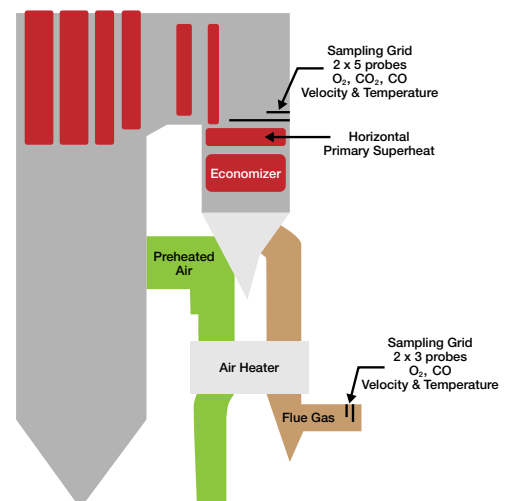 Sampling Grid
2 x 5 probes
O₂, CO₂, CO
Velocity & Temperature
Horizontal
Primary Superheat
Economizer
Preheated
Air
Air Heater
Sampling Grid
2 x 3 probes
O₂, CO
Velocity & Temperature
Flue Gas